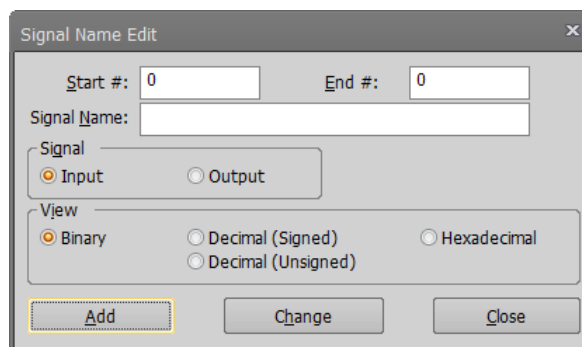 Signal Name Edit
Start #: 0 End #: 0
Signal Name:
Signal
Input Output
View
Binary Decimal (Signed) Hexadecimal
Decimal (Unsigned)
Add Change Close